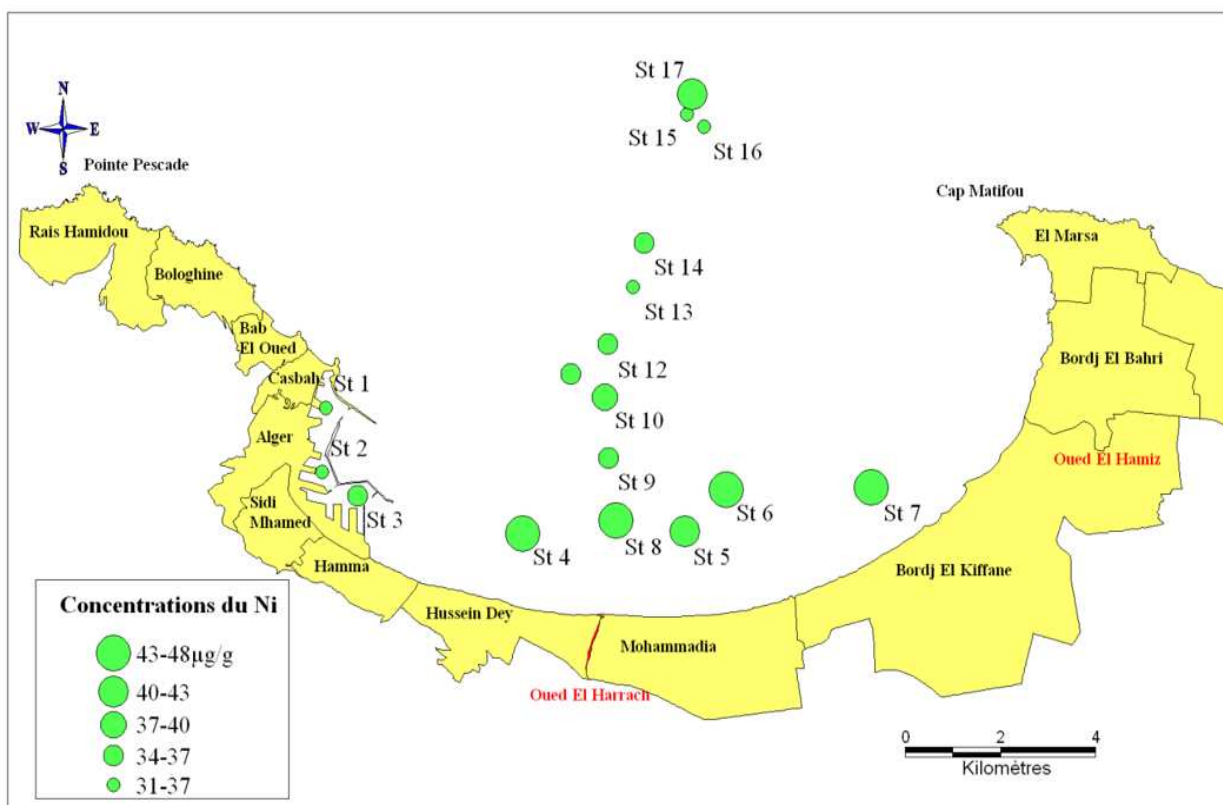 St 17
St 15
St 16
N
W E
S
Pointe Pescade
Cap Matifou
Rais Hamidou
El Marsa
Bologhine
St 14
St 13
Bab
El Oued
Bordj El Bahri
St 12
Casbah
St 1
St 10
Alger
St 2
Oued El Hamiz
St 9
Sidi
Mhamed
St 3
St 6
St 7
St 4
St 8
St 5
Hamma
Bordj El Kiffane
Concentrations du Ni
43-48µg/g
40-43
37-40
34-37
31-37
Hussein Dey
Mohammadia
Oued El Harrach
0 2 4
Kilomètres